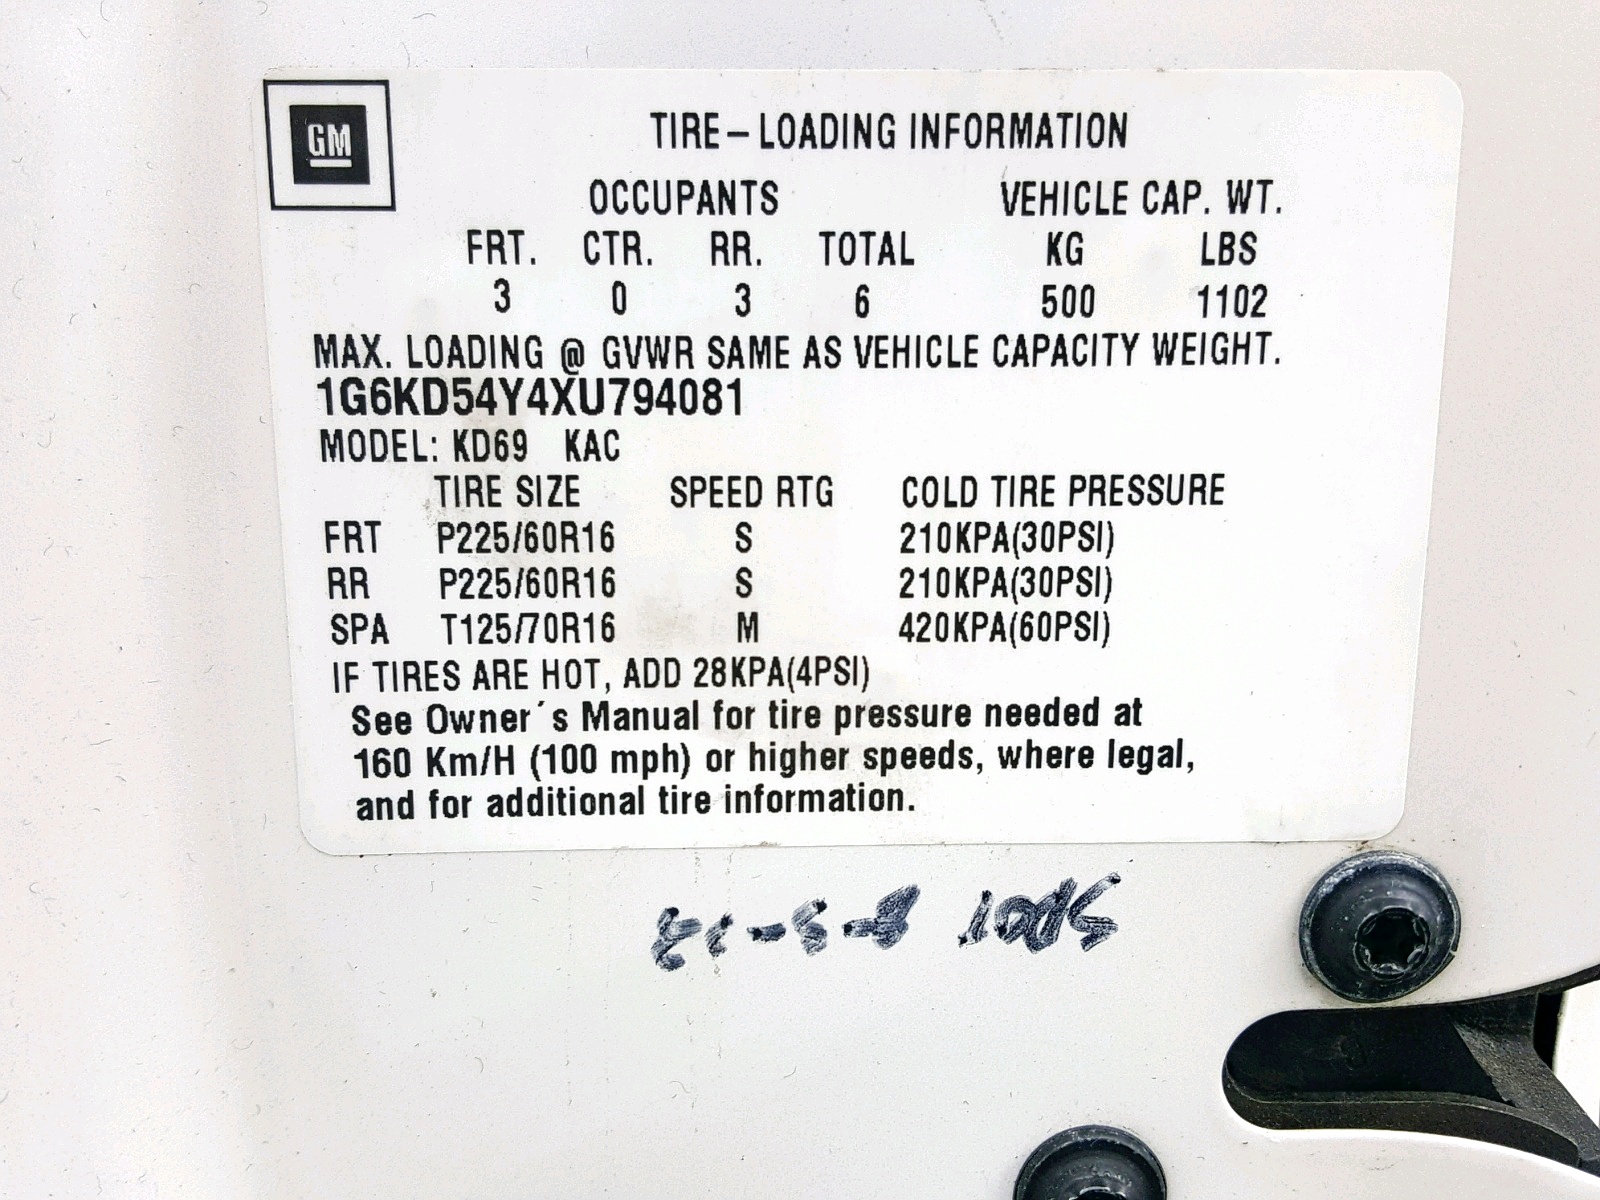 GM
TIRE-LOADING INFORMATION
OCCUPANTS VEHICLE CAP. WT.
FRT. CTR. RR. TOTAL KG LBS
3 0 3 6 500 1102
MAX. LOADING @ GVWR SAME AS VEHICLE CAPACITY WEIGHT.
1G6KD54Y4XU794081
MODEL: KD69 KAC
TIRE SIZE SPEED RTG COLD TIRE PRESSURE
FRT P225/60R16 S 210KPA(30PSI)
RR P225/60R16 S 210KPA(30PSI)
SPA T125/70R16 M 420KPA(60PSI)
IF TIRES ARE HOT, ADD 28KPA(4PSI)
See Owner´s Manual for tire pressure needed at
160 Km/H (100 mph) or higher speeds, where legal,
and for additional tire information.